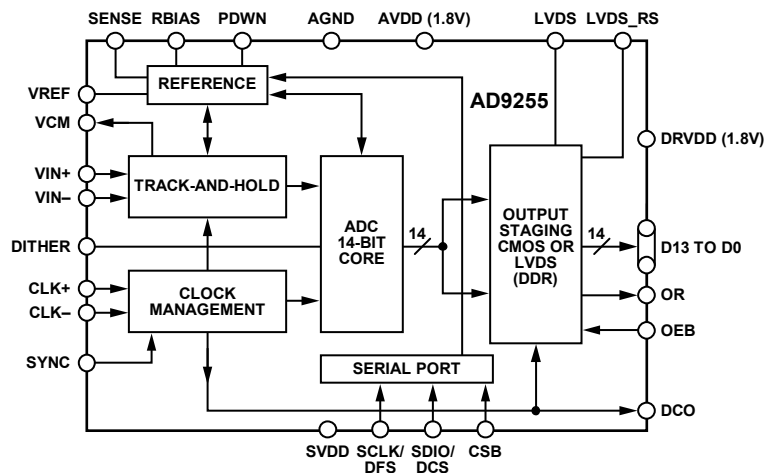 SENSE RBIAS PDWN AGND AVDD (1.8V) LVDS LVDS_RS
REFERENCE
AD9255
VREF
VCM
DRVDD (1.8V)
VIN+
VIN–
TRACK-AND-HOLD
ADC
14-BIT
CORE
14
OUTPUT
STAGING
CMOS OR
LVDS
(DDR)
14
D13 TO D0
DITHER
CLK+
CLK–
CLOCK
MANAGEMENT
OR
OEB
SYNC
SERIAL PORT
DCO
SVDD
SCLK/
DFS
SDIO/
DCS
CSB